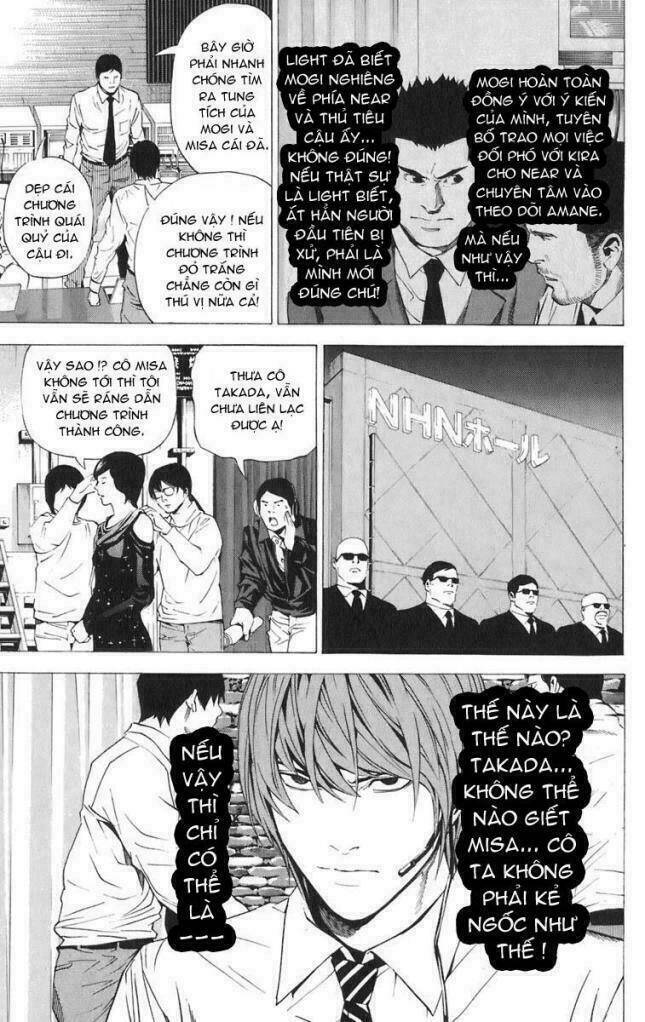 MOGI HOÀN TOÀN
ĐỒNG Ý VỚI Ý KIẾN
CỦA MÌNH, TUYÊN
BỐ TRAO MỌI VIỆC
ĐỐI PHÓ VỚI KIRA
CHO NEAR VÀ
CHUYÊN TÂM VÀO
THEO DÕI AMANE.
MÀ NẾU
NHƯ VẬY
THÌ...
LIGHT ĐÃ BIẾT
MOGI NGHIÊNG
VỀ PHÍA NEAR
VÀ THỦ TIÊU
CẬU ẤY...
KHÔNG ĐÚNG!
NẾU THẬT SỰ
LÀ LIGHT BIẾT,
ẮT HẲN NGƯỜI
ĐẦU TIÊN BỊ
XỬ, PHẢI LÀ
MÌNH MỚI
ĐÚNG CHỨ!
BÂY GIỜ
PHẢI NHANH
CHÓNG TÌM
RA TUNG
TÍCH CỦA
MOGI VÀ
MISA CÁI ĐÃ.
ĐÚNG VẬY ! NẾU
KHÔNG THÌ
CHƯƠNG TRÌNH
ĐÓ TRĂNG
CHẲNG CÒN GÌ
THÚ VỊ NỮA CẢ!
DẸP CÁI
CHƯƠNG
TRÌNH QUÁI
QUỶ CỦA
CẬU ĐI.
NHNホール
THƯA CÔ
TAKADA, VẪN
CHƯA LIÊN LẠC
ĐƯỢC Ạ!
VẬY SAO !? CÔ MISA
KHÔNG TỚI THÌ TÔI
VẪN SẼ RÁNG DẪN
CHƯƠNG TRÌNH
THÀNH CÔNG.
THẾ NÀY LÀ
THẾ NÀO?
TAKADA...
KHÔNG THỂ
NÀO GIẾT
MISA... CÔ
TA KHÔNG
PHẢI KẺ
NGỐC NHƯ
THẾ !
NẾU
VẬY
THÌ CHỈ
CÓ
THỂ
LÀ
---